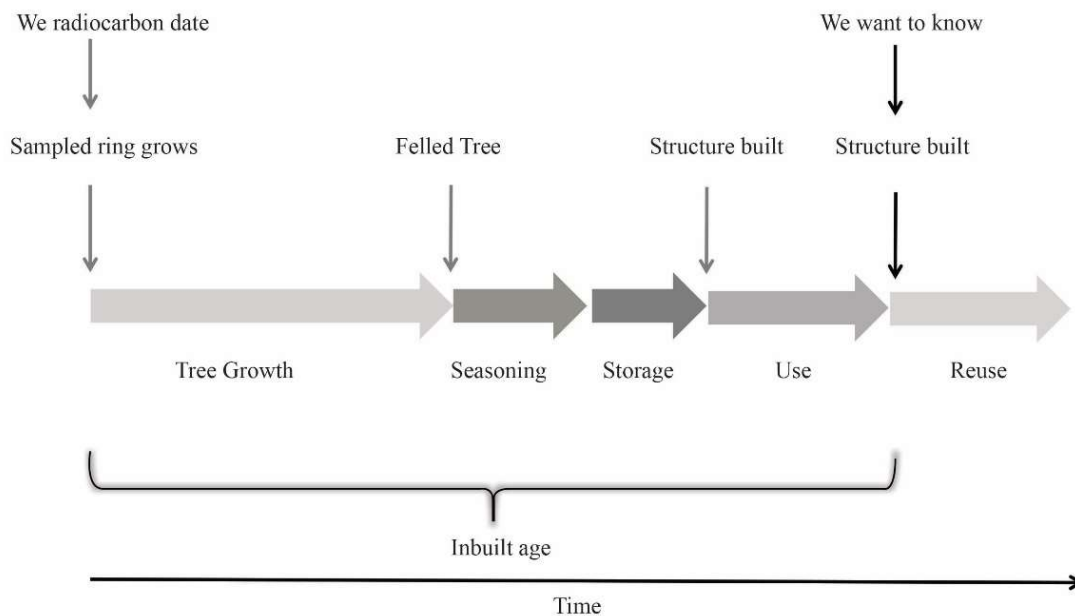 We radiocarbon date
We want to know
Sampled ring grows
Felled Tree
Structure built
Structure built
Tree Growth
Seasoning
Storage
Use
Reuse
Inbuilt age
Time